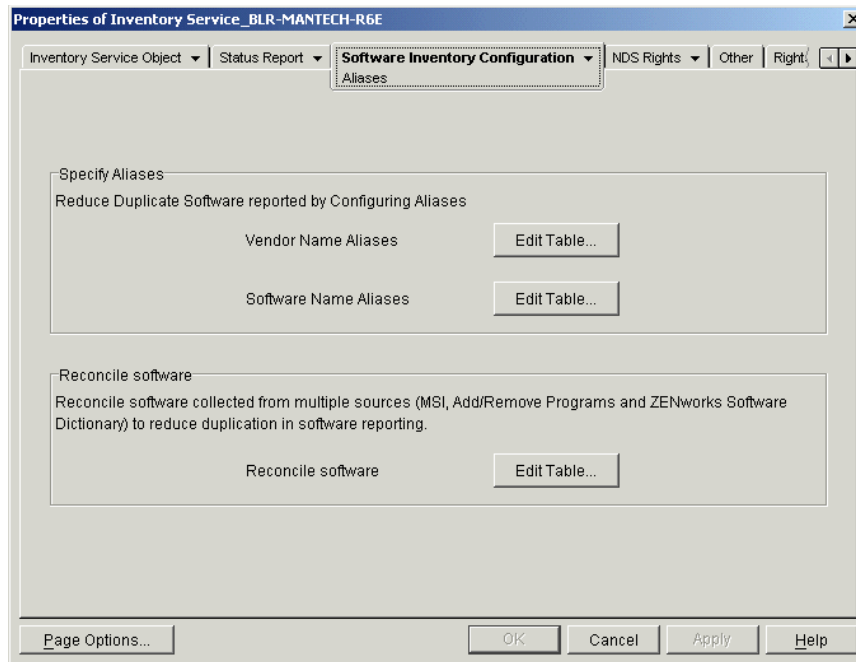 Properties of Inventory Service_BLR-MANTECH-R6E
Inventory Service Object
Status Report
Software Inventory Configuration
NDS Rights
Other
Right
Aliases
Specify Aliases
Reduce Duplicate Software reported by Configuring Aliases
Vendor Name Aliases
Edit Table...
Software Name Aliases
Edit Table...
Reconcile software
Reconcile software collected from multiple sources (MSI, Add/Remove Programs and ZENworks Software
Dictionary) to reduce duplication in software reporting.
Reconcile software
Edit Table...
Page Options...
OK
Cancel
Apply
Help